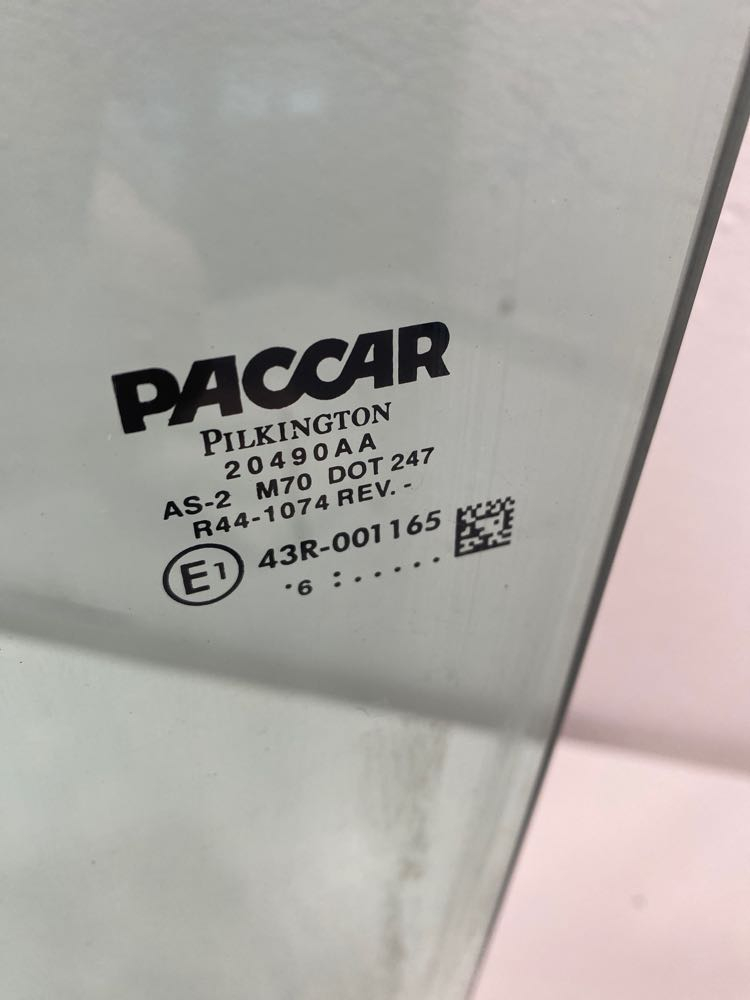 PACCAR
PILKINGTON
20490AA
AS-2 M70 DOT 247
R44-1074 REV. -
E1 43R-001165
.6 :.....